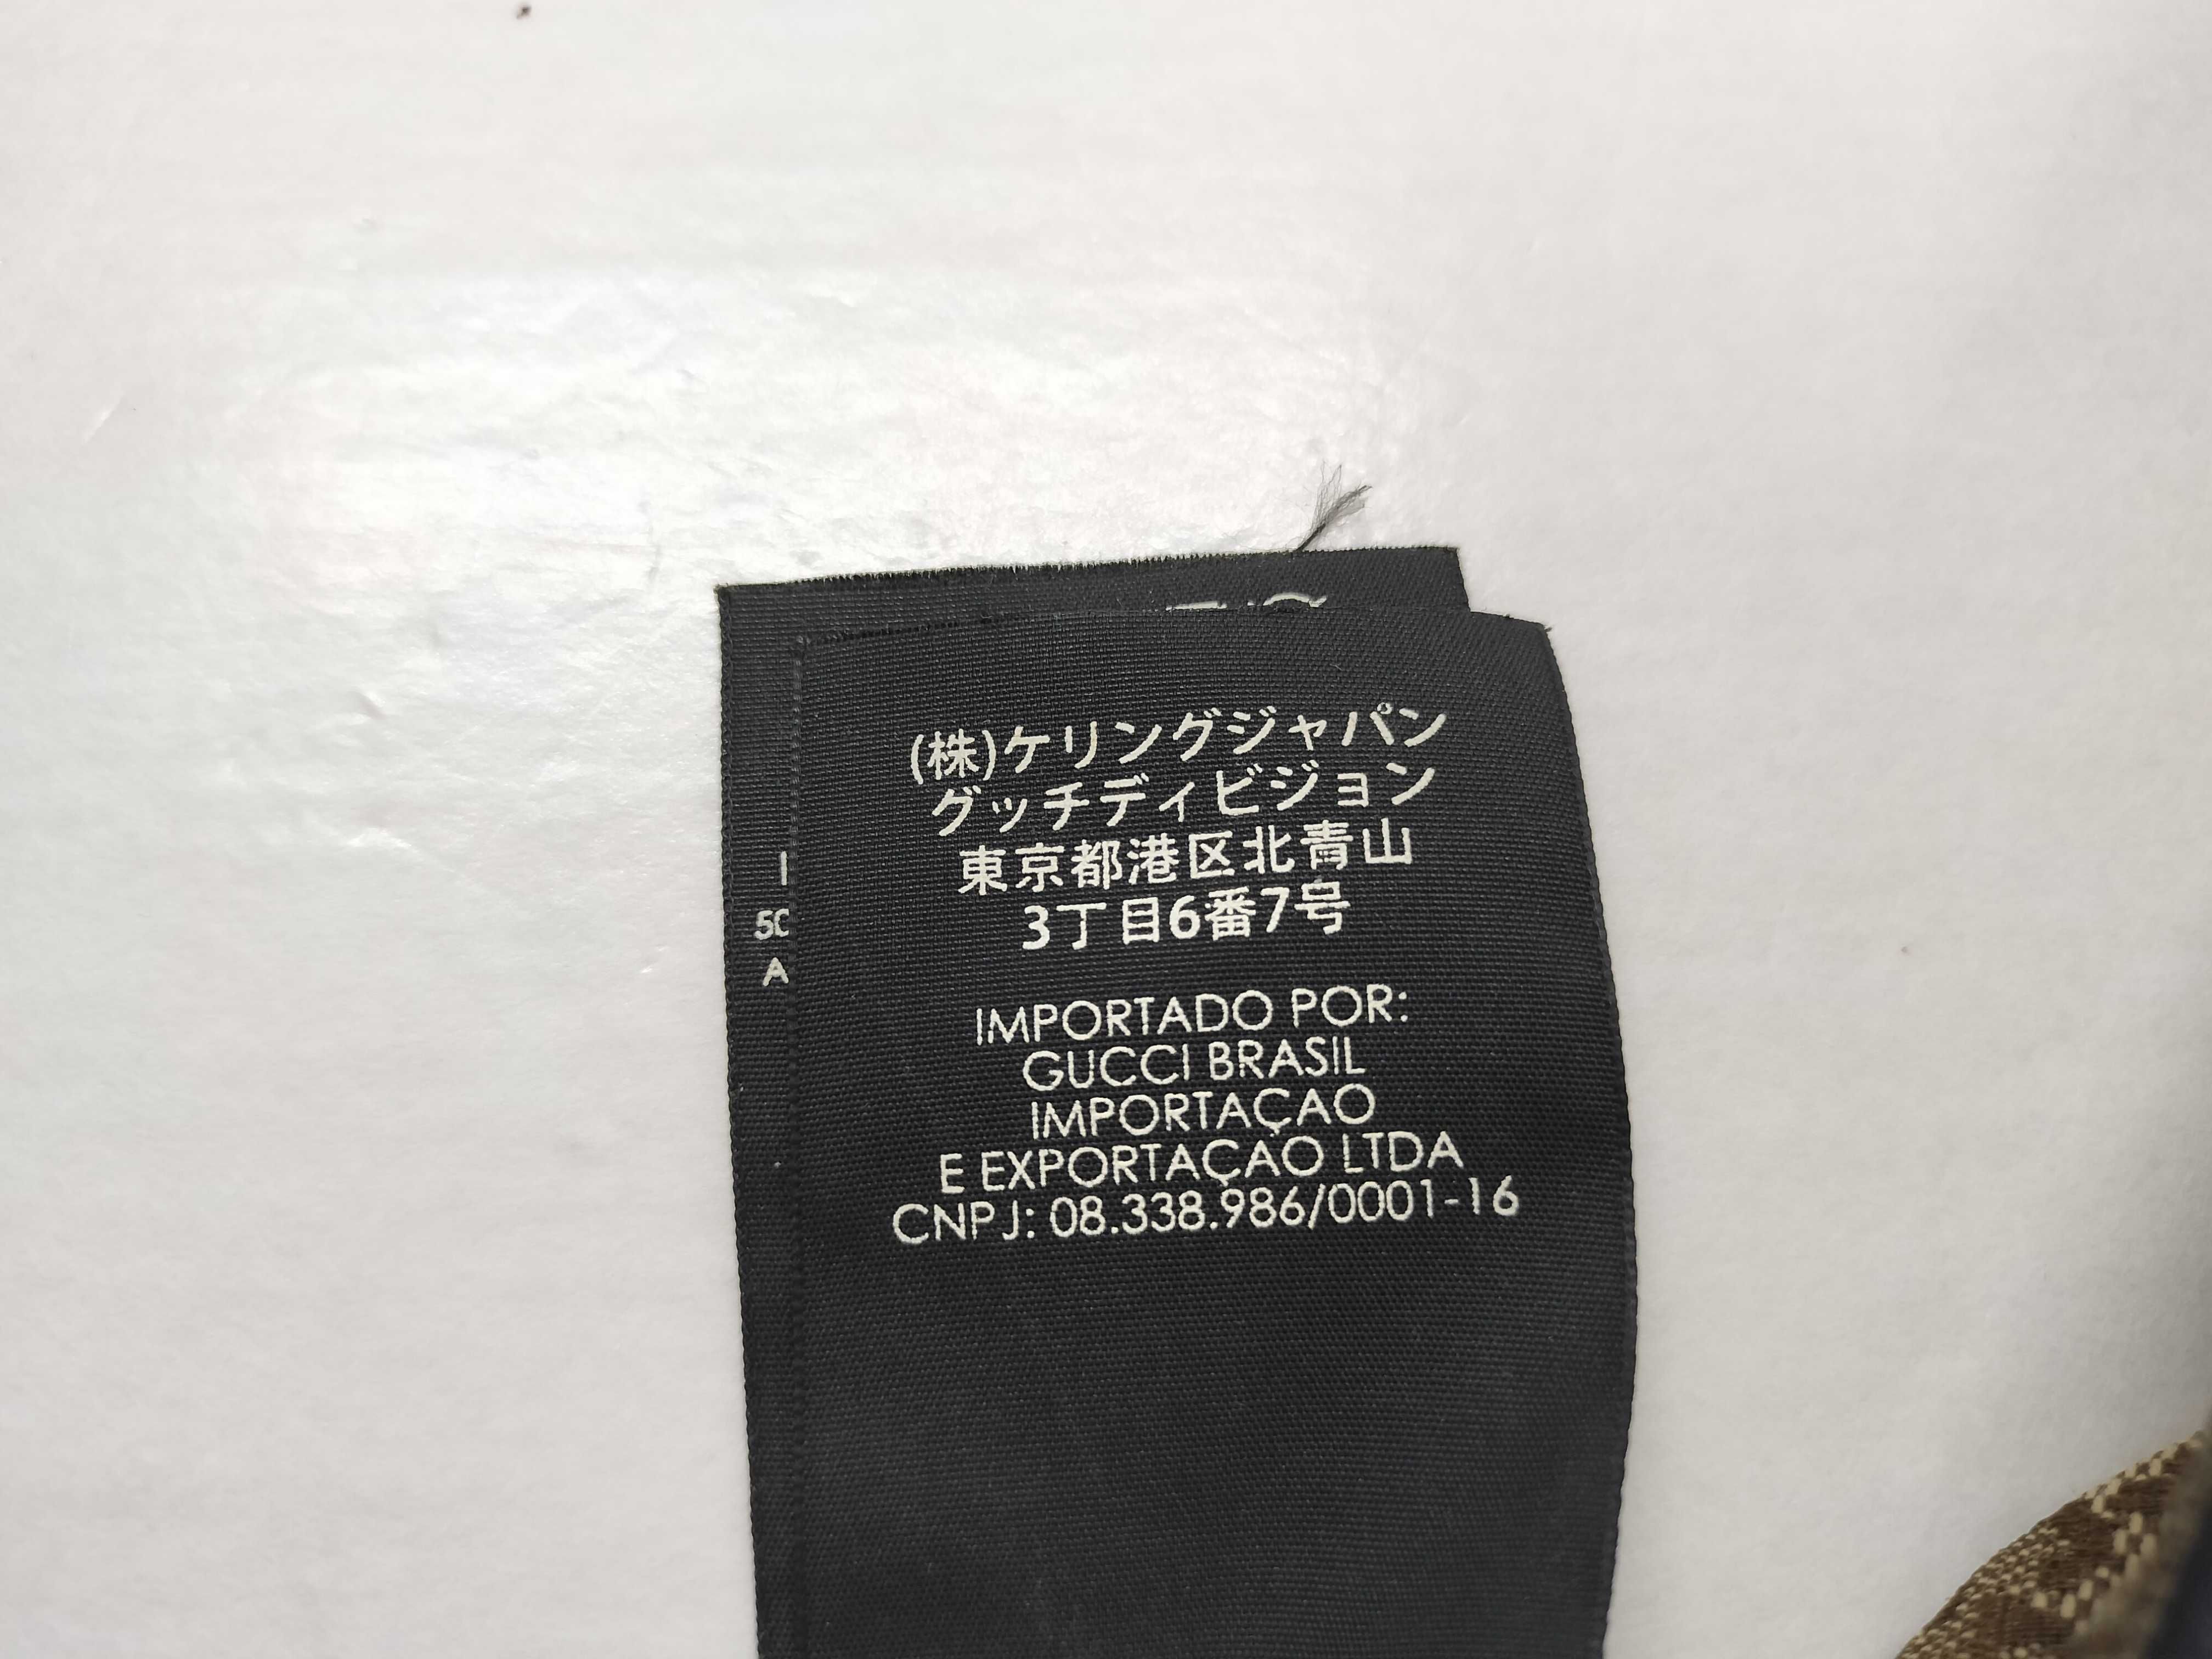 (株)ケリングジャパン
グッチディビジョン
東京都港区北青山
3丁目6番7号
IMPORTADO POR:
GUCCI BRASIL
IMPORTAÇAO
E EXPORTAÇAO LTDA
CNPJ: 08.338.986/0001-16